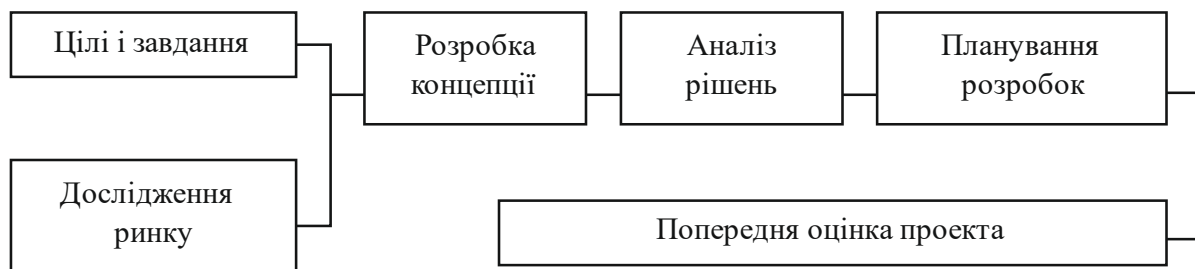 Цілі і завдання
Розробка
концепції
Аналіз
рішень
Планування
розробок
Дослідження
ринку
Попередня оцінка проекта